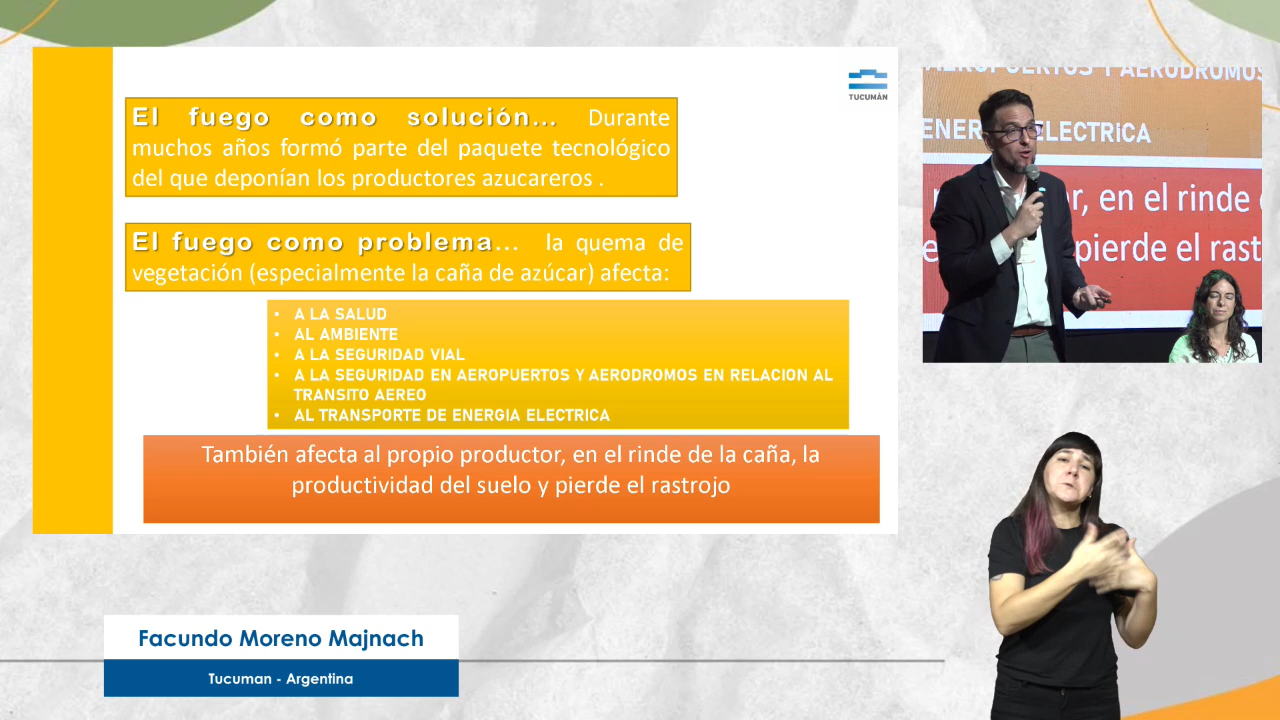 El fuego como solución... Durante
muchos años formó parte del paquete tecnológico
del que deponían los productores azucareros .
TUCUMÁN
El fuego como problema... la quema de
vegetación (especialmente la caña de azúcar) afecta:
• A LA SALUD
• AL AMBIENTE
• A LA SEGURIDAD VIAL
• A LA SEGURIDAD EN AEROPUERTOS Y AERODROMOS EN RELACION AL
TRANSITO AEREO
• AL TRANSPORTE DE ENERGIA ELECTRICA
También afecta al propio productor, en el rinde de la caña, la
productividad del suelo y pierde el rastrojo
AEROPUERTOS Y AERODROMOS
ENER ELECTRICA
r, en el rinde
pierde el rast
Facundo Moreno Majnach
Tucuman - Argentina